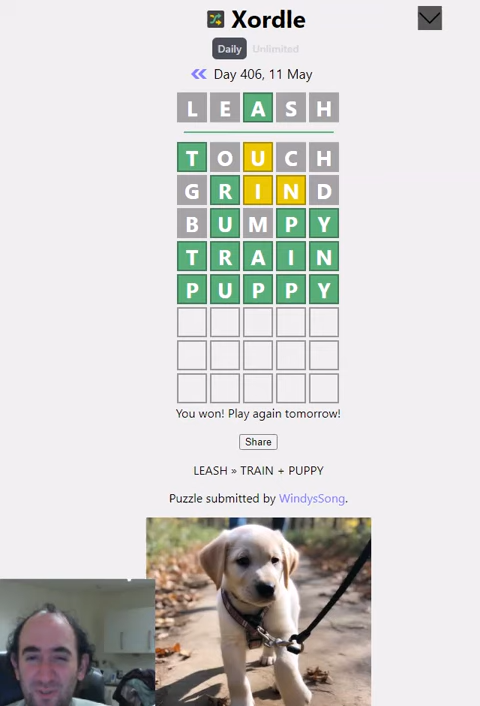 Xordle
Daily Unlimited
Day 406, 11 May
LEASH
TOUCH
GRIND
BUMPY
TRAIN
PUPPY
You won! Play again tomorrow!
Share
LEASH » TRAIN + PUPPY
Puzzle submitted by WindysSong.